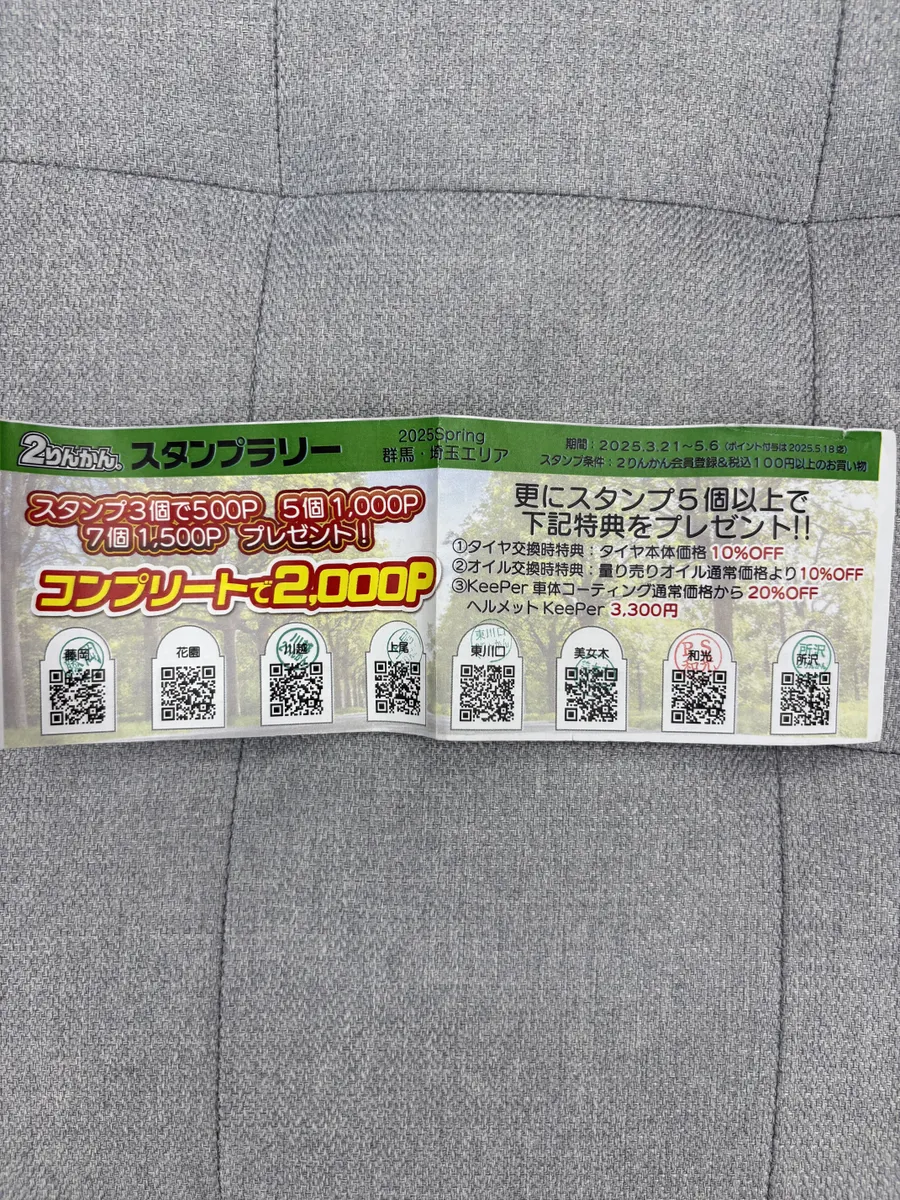 2りんかん スタンプラリー
2025Spring
群馬・埼玉エリア
期間:2025.3.21~5.6 (ポイント付与は2025.5.18迄)
スタンプ条件:2りんかん会員登録&税込100円以上のお買い物
スタンプ3個で500P 5個1,000P
7個1,500P プレゼント!
コンプリートで2,000P
更にスタンプ5個以上で
下記特典をプレゼント!!
①タイヤ交換時特典:タイヤ本体価格 10%OFF
②オイル交換時特典:量り売りオイル通常価格より10%OFF
③KeePer 車体コーティング通常価格から 20%OFF
ヘルメットKeePer 3,300円
藤岡
花園
川越
上尾
東川口
東川口
美女木
和光
所沢
所沢